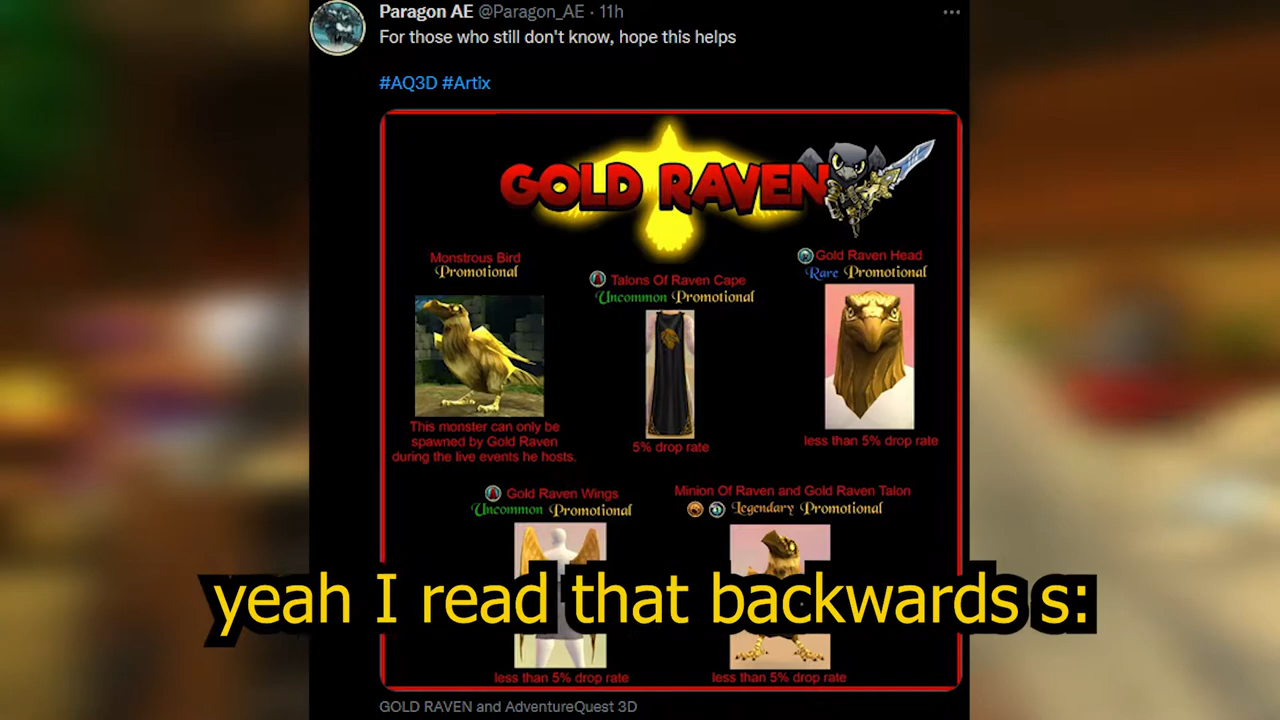 Paragon AE @Paragon_AE · 11h
For those who still don't know, hope this helps
#AQ3D #Artix
GOLD RAVEN
Monstrous Bird
Promotional
This monster can only be
spawned by Gold Raven
during the live events he hosts.
Talons Of Raven Cape
Uncommon Promotional
5% drop rate
Gold Raven Head
Rare Promotional
less than 5% drop rate
Gold Raven Wings
Uncommon Promotional
less than 5% drop rate
Minion Of Raven and Gold Raven Talon
Legendary Promotional
less than 5% drop rate
yeah I read that backwards s:
GOLD RAVEN and AdventureQuest 3D